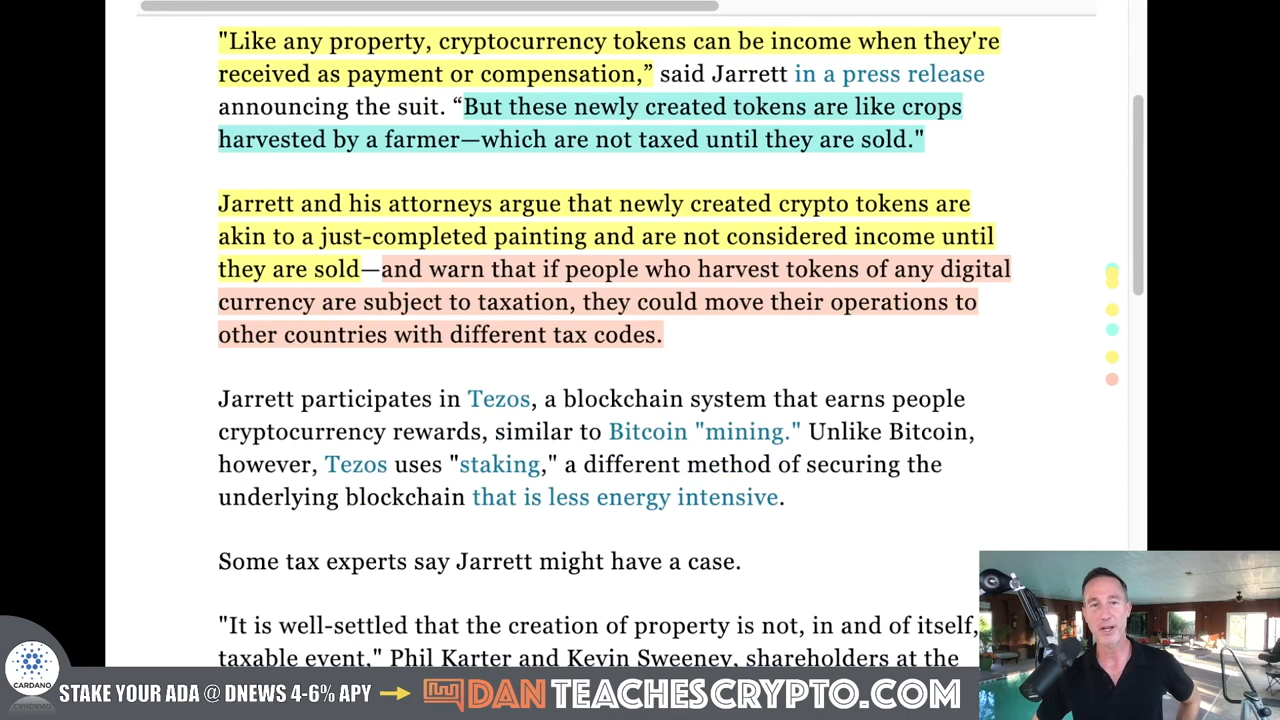 "Like any property, cryptocurrency tokens can be income when they're
received as payment or compensation,” said Jarrett in a press release
announcing the suit. “But these newly created tokens are like crops
harvested by a farmer—which are not taxed until they are sold."
Jarrett and his attorneys argue that newly created crypto tokens are
akin to a just-completed painting and are not considered income until
they are sold—and warn that if people who harvest tokens of any digital
currency are subject to taxation, they could move their operations to
other countries with different tax codes.
Jarrett participates in Tezos, a blockchain system that earns people
cryptocurrency rewards, similar to Bitcoin "mining." Unlike Bitcoin,
however, Tezos uses "staking," a different method of securing the
underlying blockchain that is less energy intensive.
Some tax experts say Jarrett might have a case.
"It is well-settled that the creation of property is not, in and of itself,
taxable event," Phil Karter and Kevin Sweeney, shareholders at the
CARDANO
STAKE YOUR ADA @ DNEWS 4-6% APY
DANTEACHESCRYPTO.COM